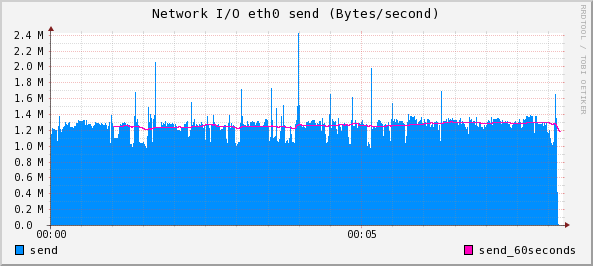 Network I/O eth0 send (Bytes/second)
RRDTOOL / TOBI OETIKER
2.4 M
2.2 M
2.0 M
1.8 M
1.6 M
1.4 M
1.2 M
1.0 M
0.8 M
0.6 M
0.4 M
0.2 M
0.0
00:00 00:05
send send_60seconds